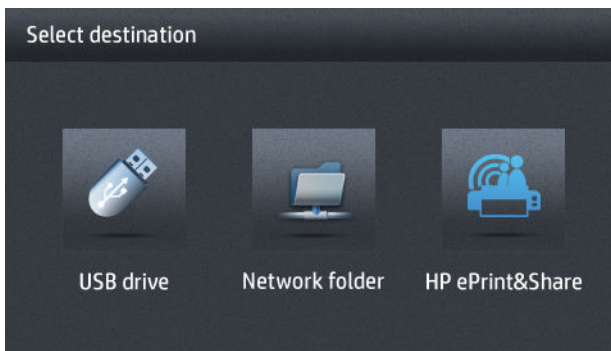 Select destination
USB drive
Network folder
HP ePrint&Share